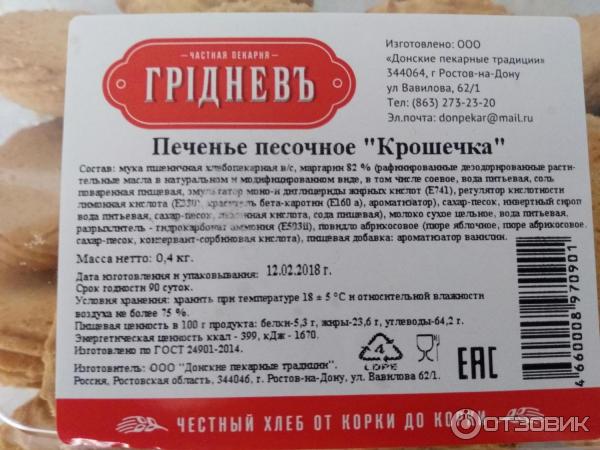 ЧАСТНАЯ ПЕКАРНЯ
ГРIДНЕВЪ
Изготовлено: ООО
«Донские пекарные традиции»
344064, г Ростов-на-Дону
ул Вавилова, 62/1
Тел: (863) 273-23-20
Эл.почта: donpekar@mail.ru
Печенье песочное "Крошечка"
Состав: мука пшеничная хлебопекарная в/с, маргарин 82 % (рафинированные дезодорированные расти-
тельные масла в натуральном и модифицированном виде, в том числе соевое, вода питьевая, соль
поваренная пищевая, эмульгатор моно-и диглицериды жирных кислот (Е741), регулятор кислотности
лимонная кислота (Е330), краситель бета-каротин (Е160 а), ароматизатор), сахар-песок, инвертный сироп
вода питьевая, сахар-песок, лимонная кислота, сода пищевая), молоко сухое цельное, вода питьевая,
разрыхлитель - гидрокарбонат аммония (Е503ii), повидло абрикосовое (пюре яблочное, пюре абрикосовое
сахар-песок, консервант-сорбиновая кислота), пищевая добавка: ароматизатор ванилин.
Масса нетто: 0,4 кг.
Дата изготовления и упаковывания: 12.02.2018 г.
Срок годности 90 суток.
Условия хранения: хранить при температуре 18 ± 5 °С и относительной влажности
воздуха не более 75 %.
Пищевая ценность в 100 г продукта: белки-5,3 г, жиры-23,6 г, углеводы-64,2 г.
Энергетическая ценность ккал - 399, кДж - 1670.
Изготовлено по ГОСТ 24901-2014.
Изготовитель: ООО "Донские пекарные традиции".
Россия, Ростовская область, 344046, г. Ростов-на-Дону, ул. Вавилова 62/1.
4
LDPE
ЕАС
4 660008 970901
ЧЕСТНЫЙ ХЛЕБ ОТ КОРКИ ДО КОРКИ
ОТЗОВИК